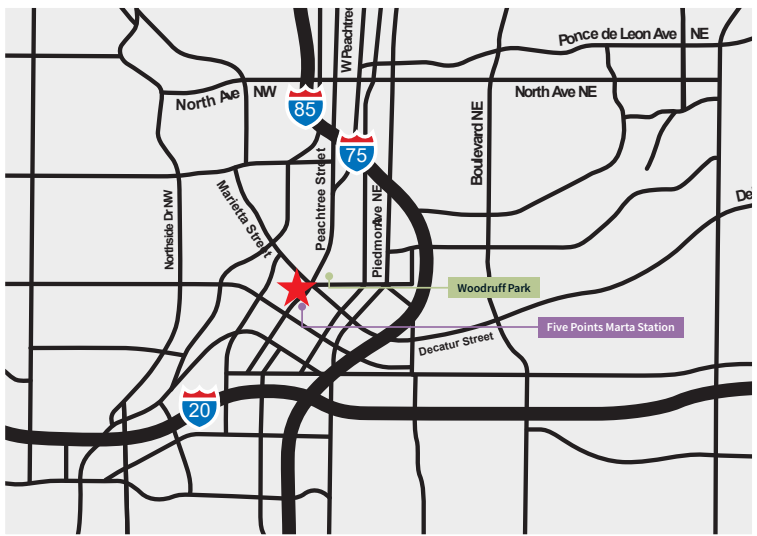 Ponce de Leon Ave NE
W Peachtree
North Ave NW
North Ave NE
85
75
Boulevard NE
Peachtree Street
Marietta Street
Northside Dr NW
Piedmont Ave NE
De
Woodruff Park
Five Points Marta Station
Decatur Street
20